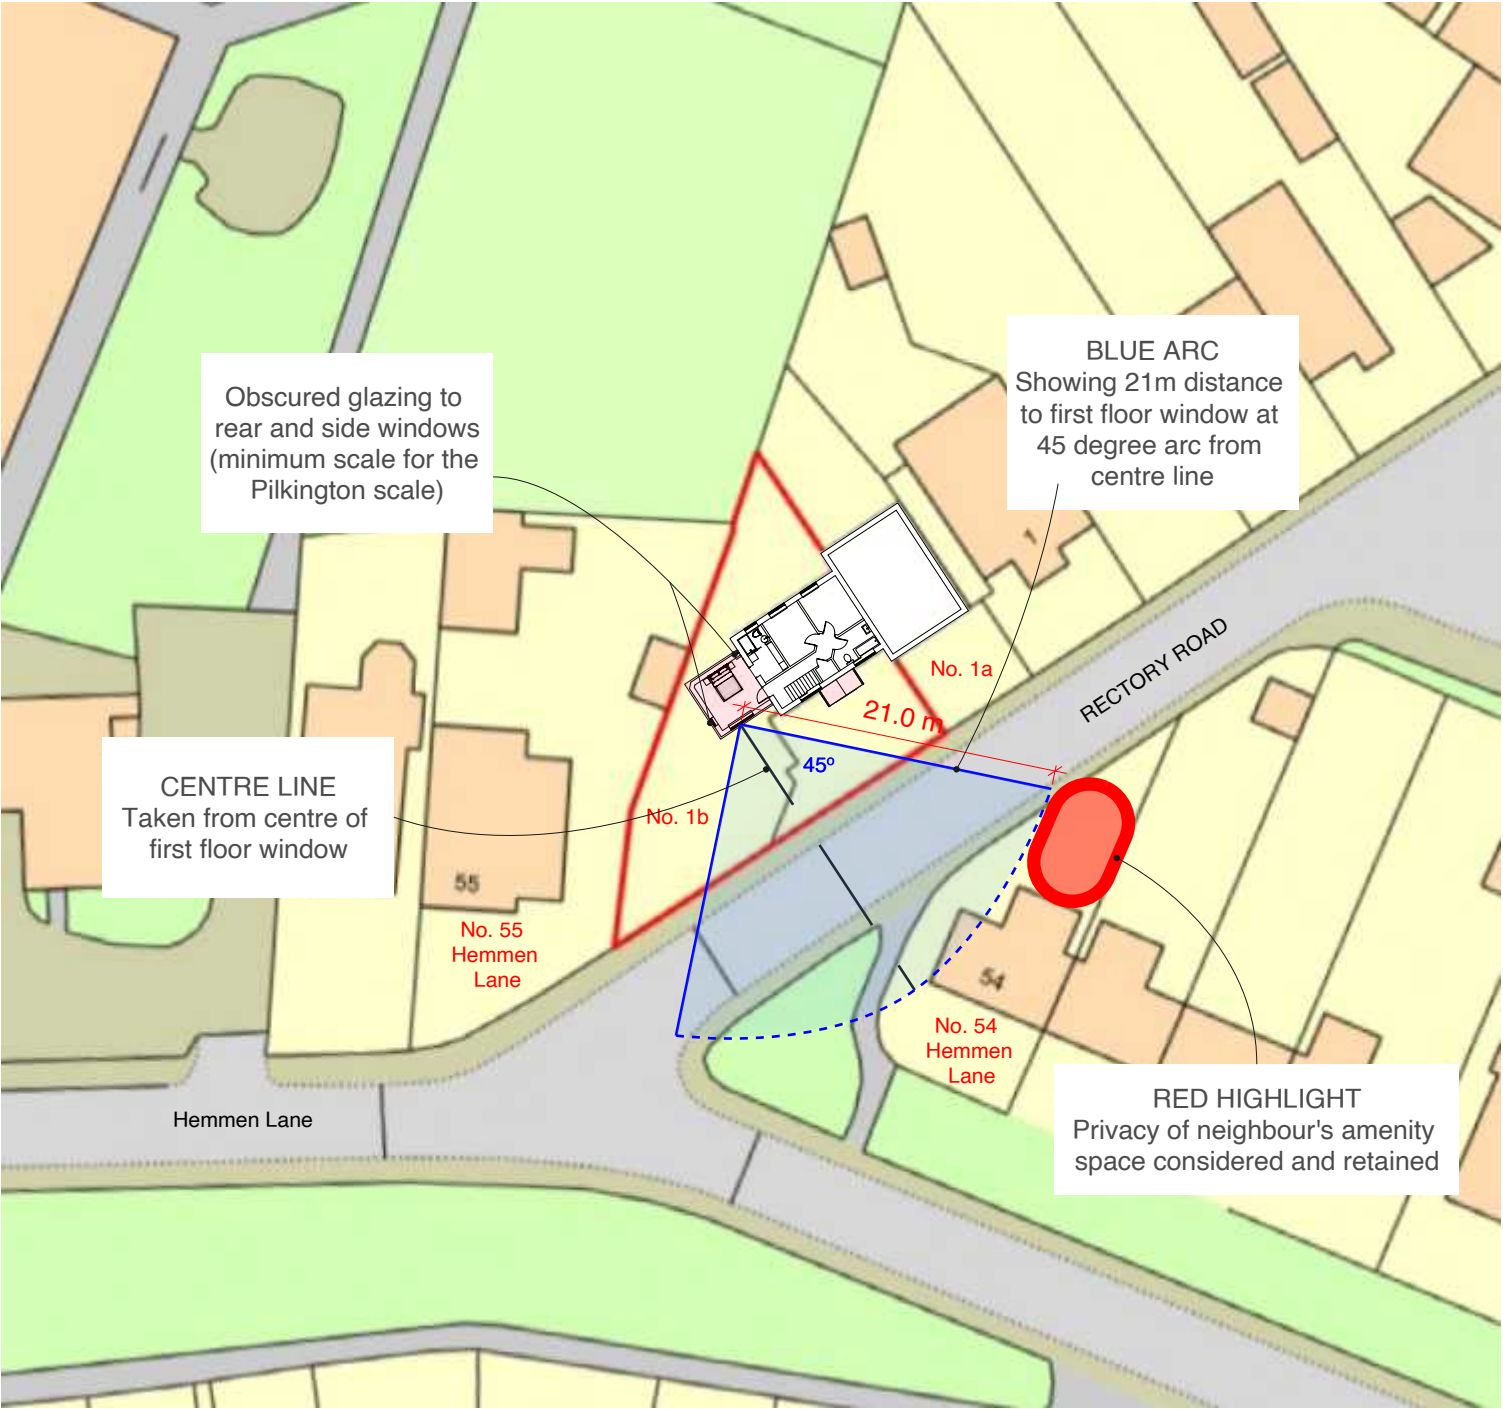 Obscured glazing to
rear and side windows
(minimum scale for the
Pilkington scale)
BLUE ARC
Showing 21m distance
to first floor window at
45 degree arc from
centre line
RECTORY ROAD
No. 1a
21.0 m
45º
No. 1b
CENTRE LINE
Taken from centre of
first floor window
55
No. 55
Hemmen
Lane
54
No. 54
Hemmen
Lane
Hemmen Lane
RED HIGHLIGHT
Privacy of neighbour's amenity
space considered and retained